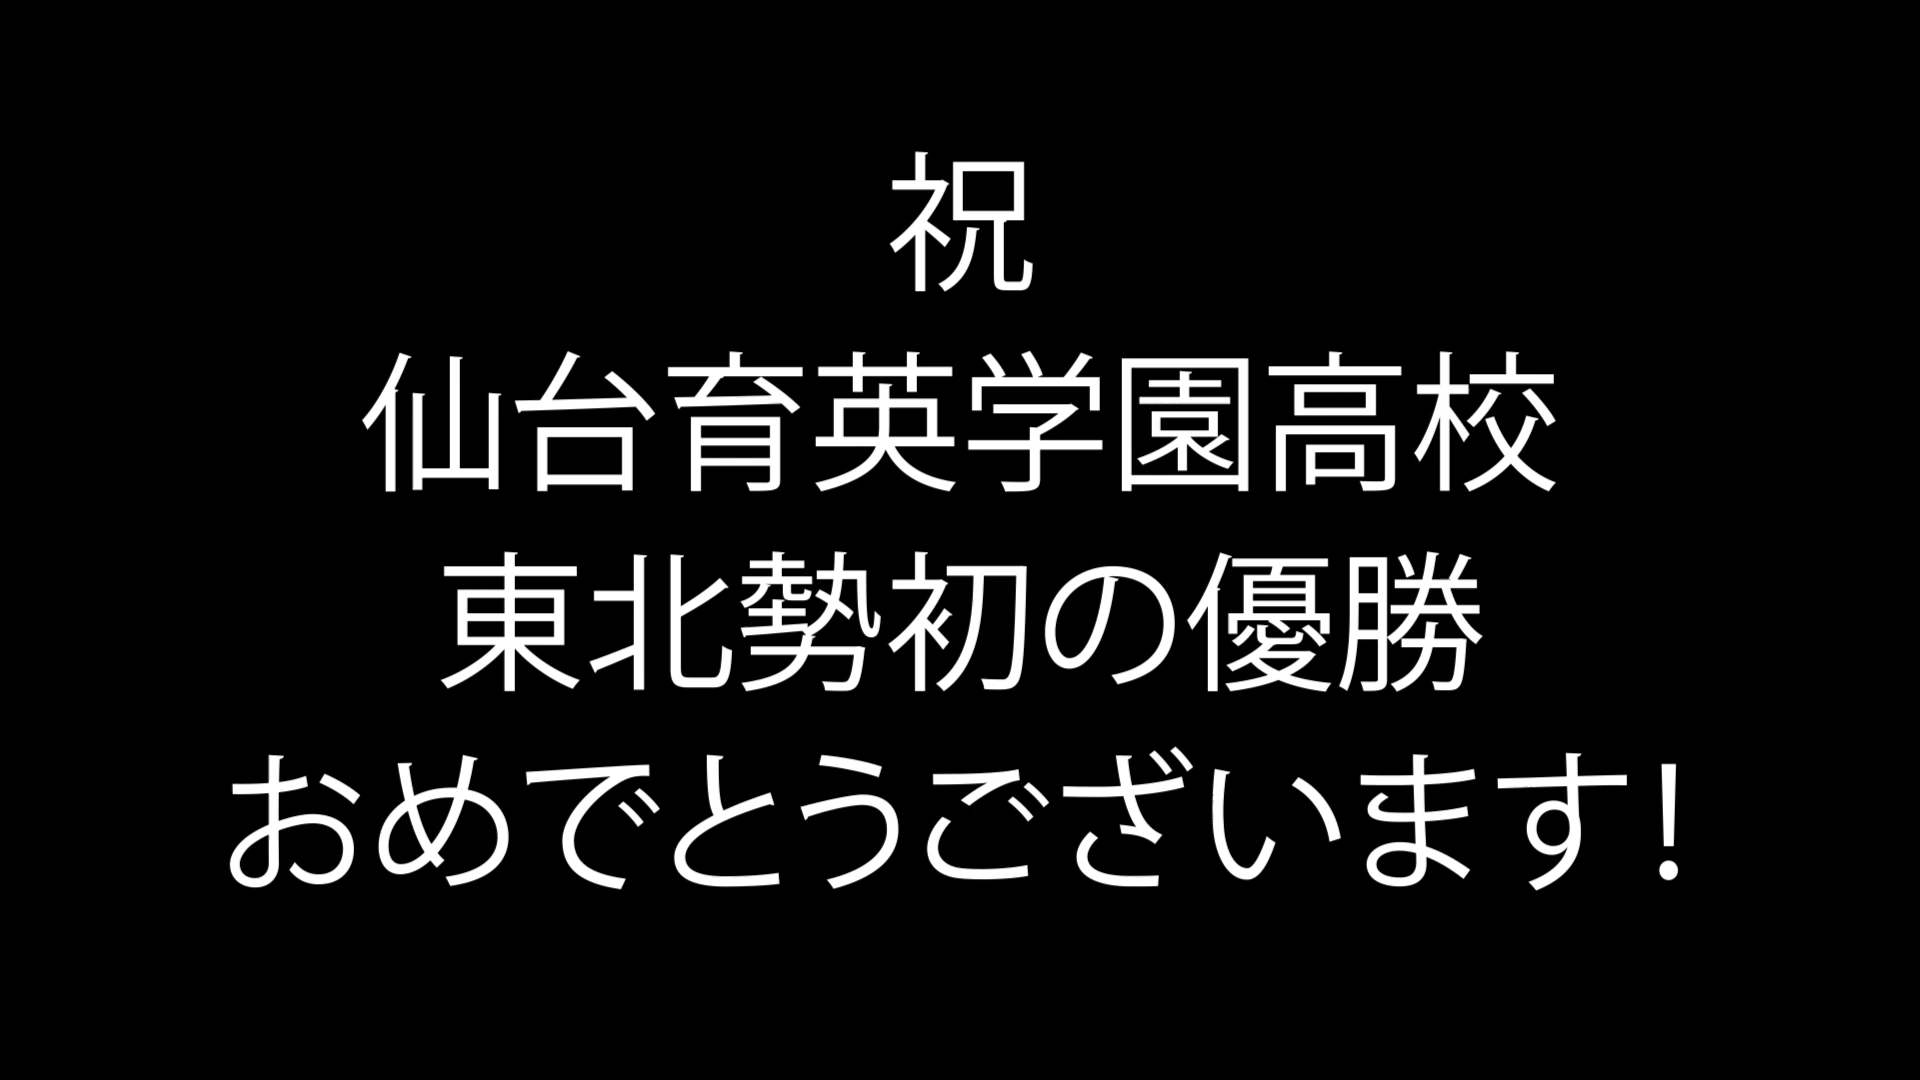 祝
仙台育英学園高校
東北勢初の優勝
おめでとうございます!